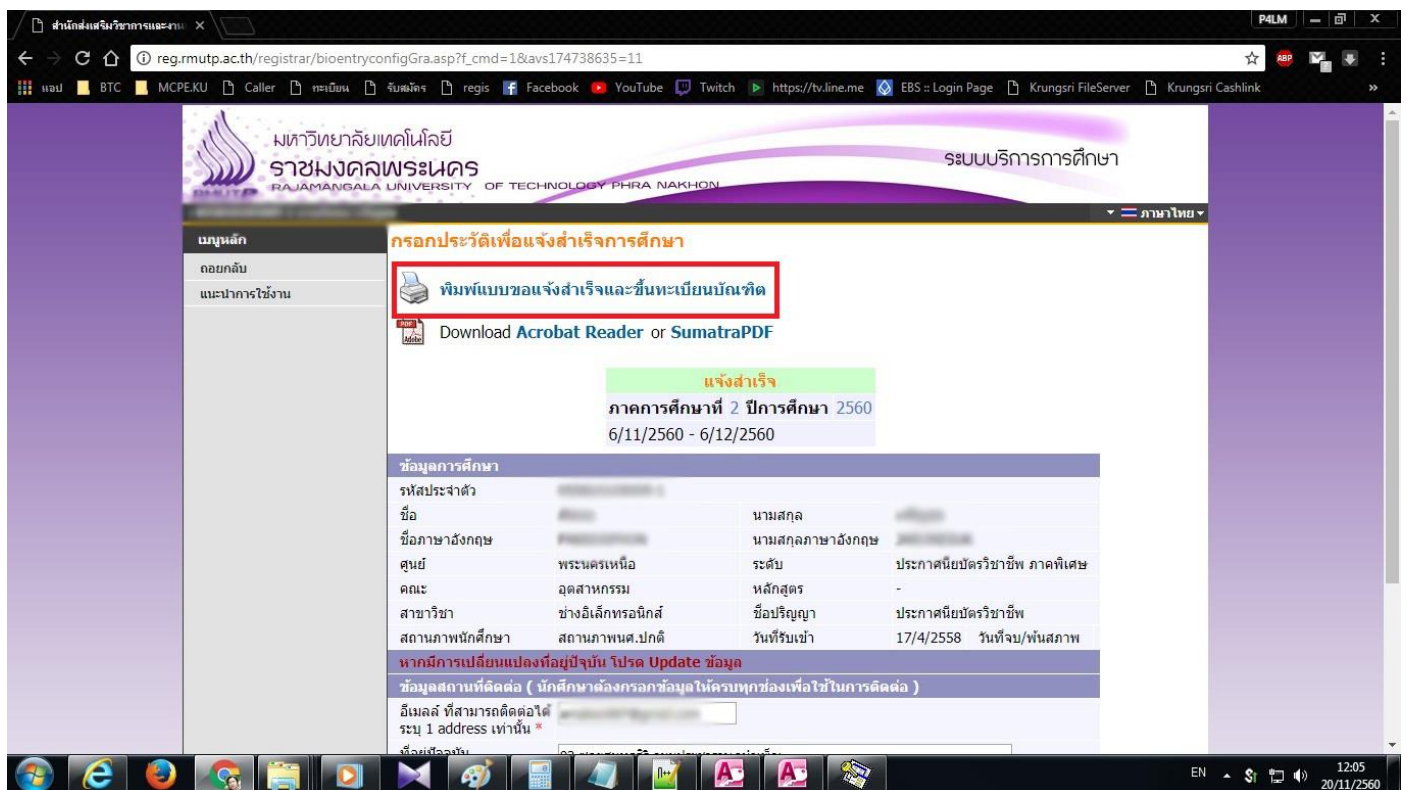 สำนักส่งเสริมวิชาการและงาน
P4LM
reg.rmutp.ac.th/registrar/bioentryconfigGra.asp?f_cmd=1&avs174738635=11
ABP
แอป BTC MCPE.KU Caller ทะเบียน รับสมัคร regis Facebook YouTube Twitch https://tv.line.me EBS :: Login Page Krungsri FileServer Krungsri Cashlink »
มหาวิทยาลัยเทคโนโลยี
ราชมงคลพระนคร
RAJAMANGALA UNIVERSITY OF TECHNOLOGY PHRA NAKHON
RMUTP
ระบบบริการการศึกษา
ภาษาไทย
เมนูหลัก
ถอยกลับ
แนะนำการใช้งาน
กรอกประวัติเพื่อแจ้งสำเร็จการศึกษา
พิมพ์แบบขอแจ้งสำเร็จและขึ้นทะเบียนบัณฑิต
PDF Adobe
Download Acrobat Reader or SumatraPDF
แจ้งสำเร็จ
ภาคการศึกษาที่ 2 ปีการศึกษา 2560
6/11/2560 - 6/12/2560
ข้อมูลการศึกษา
รหัสประจำตัว
ชื่อ นามสกุล
ชื่อภาษาอังกฤษ นามสกุลภาษาอังกฤษ
ศูนย์ พระนครเหนือ ระดับ ประกาศนียบัตรวิชาชีพ ภาคพิเศษ
คณะ อุตสาหกรรม หลักสูตร -
สาขาวิชา ช่างอิเล็กทรอนิกส์ ชื่อปริญญา ประกาศนียบัตรวิชาชีพ
สถานภาพนักศึกษา สถานภาพนศ.ปกติ วันที่รับเข้า 17/4/2558 วันที่จบ/พ้นสภาพ
หากมีการเปลี่ยนแปลงที่อยู่ปัจุบัน โปรด Update ข้อมูล
ข้อมูลสถานที่ติดต่อ ( นักศึกษาต้องกรอกข้อมูลให้ครบทุกช่องเพื่อใช้ในการติดต่อ )
อีเมลล์ ที่สามารถติดต่อได้
ระบุ 1 address เท่านั้น *
ที่อยู่ปัจจุบัน
EN
12:05
20/11/2560